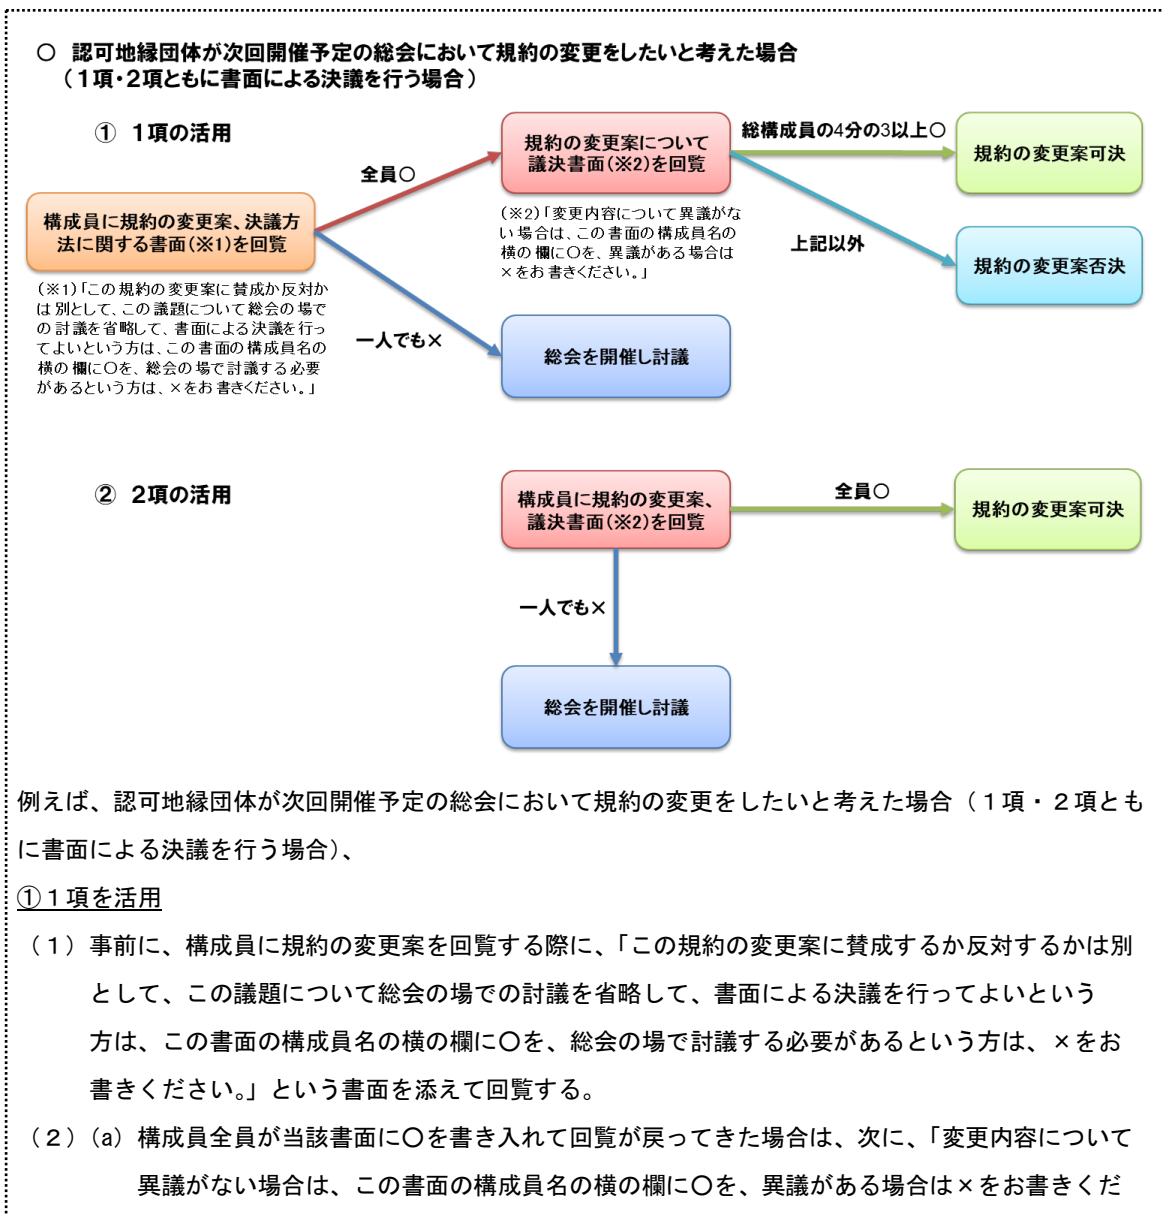 ○ 認可地縁団体が次回開催予定の総会において規約の変更をしたいと考えた場合
(1項・2項ともに書面による決議を行う場合)
① 1項の活用
構成員に規約の変更案、決議方
法に関する書面(※1)を回覧
(※1)「この規約の変更案に賛成か反対か
は別として、この議題について総会の場で
の討議を省略して、書面による決議を行っ
てよいという方は、この書面の構成員名の
横の欄に○を、総会の場で討議する必要
があるという方は、×をお書きください。」
全員○
一人でも×
規約の変更案について
議決書面(※2)を回覧
(※2)「変更内容について異議がな
い場合は、この書面の構成員名の
横の欄に○を、異議がある場合は
×をお書きください。」
総会を開催し討議
総構成員の4分の3以上○
上記以外
規約の変更案可決
規約の変更案否決
② 2項の活用
構成員に規約の変更案、
議決書面(※2)を回覧
全員○
規約の変更案可決
一人でも×
総会を開催し討議
例えば、認可地縁団体が次回開催予定の総会において規約の変更をしたいと考えた場合(1項・2項とも
に書面による決議を行う場合)、
①1項を活用
(1)事前に、構成員に規約の変更案を回覧する際に、「この規約の変更案に賛成するか反対するかは別
として、この議題について総会の場での討議を省略して、書面による決議を行ってよいという
方は、この書面の構成員名の横の欄に○を、総会の場で討議する必要があるという方は、×をお
書きください。」という書面を添えて回覧する。
(2)(a) 構成員全員が当該書面に○を書き入れて回覧が戻ってきた場合は、次に、「変更内容について
異議がない場合は、この書面の構成員名の横の欄に○を、異議がある場合は×をお書きくだ